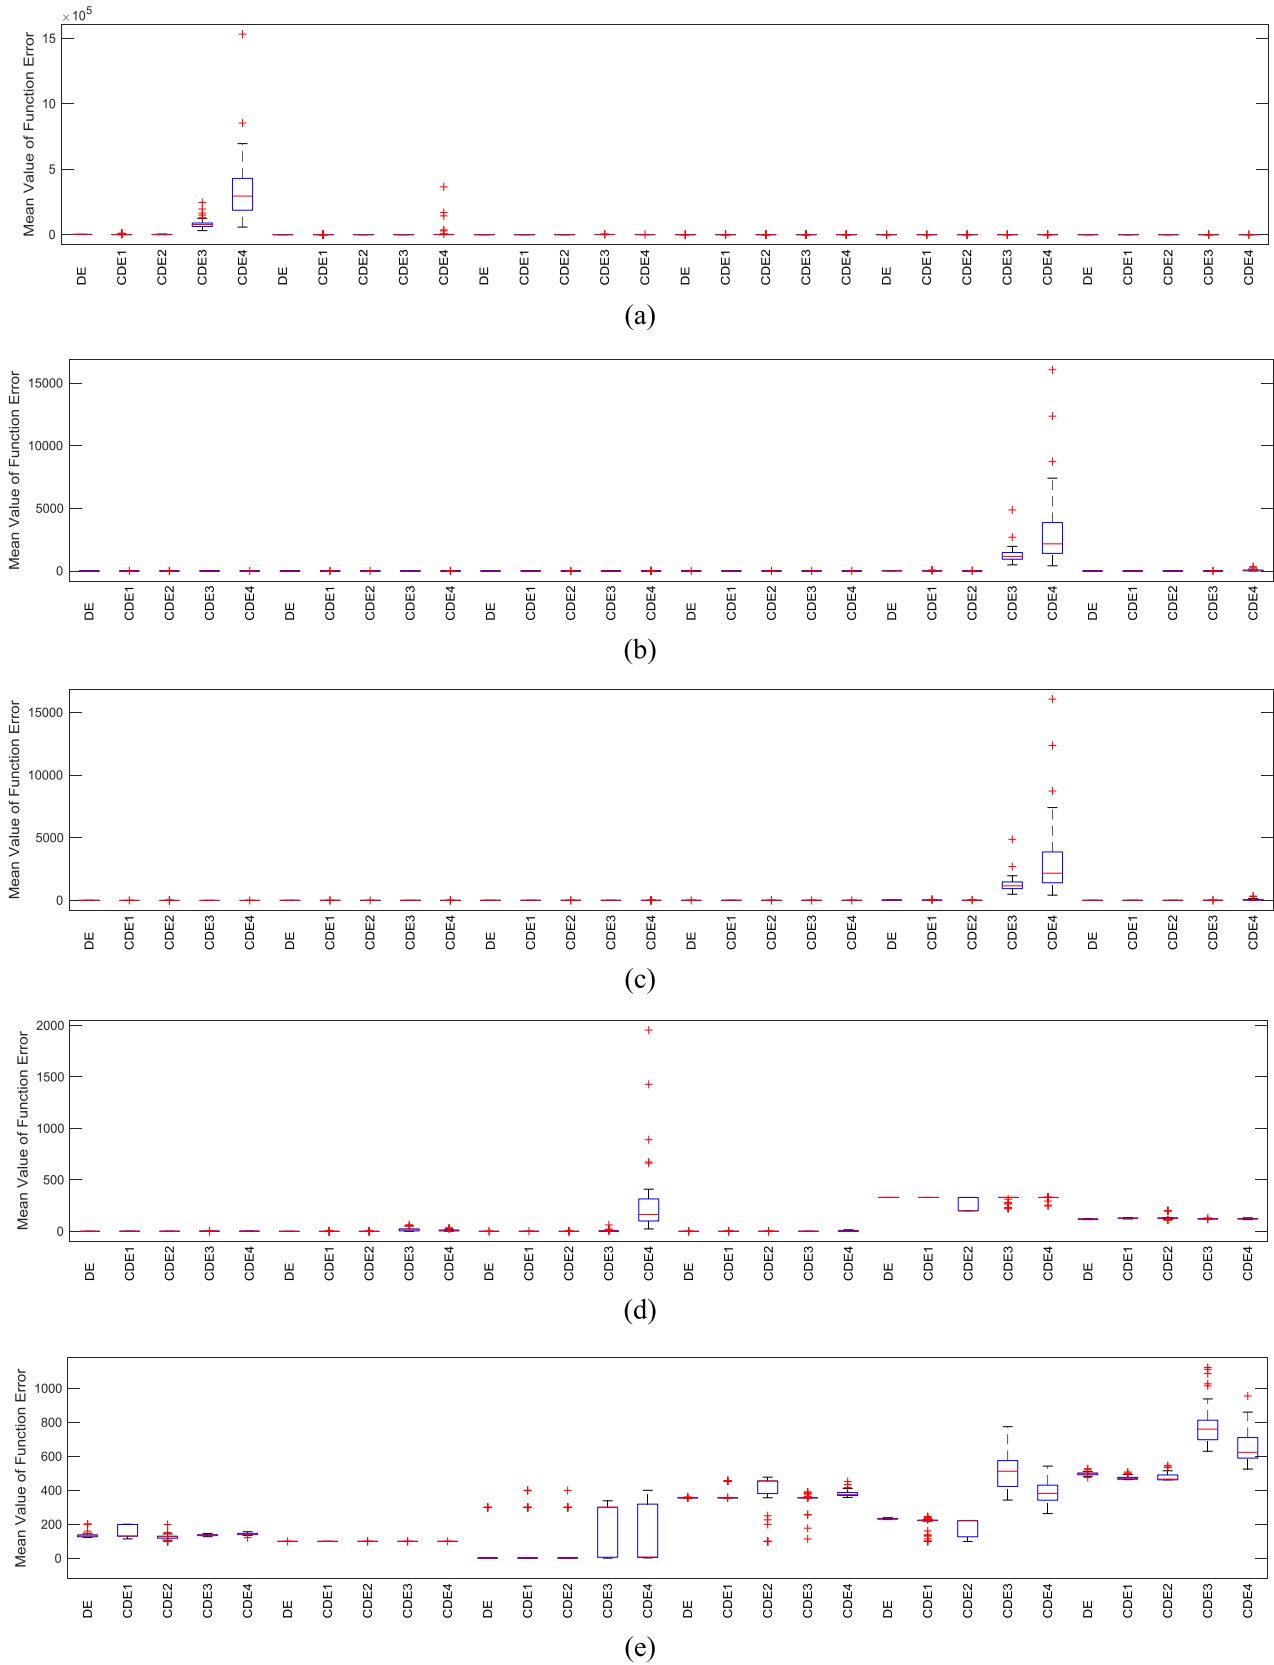 ×10^5
Mean Value of Function Error
15
10
5
0
DE CDE1 CDE2 CDE3 CDE4 DE CDE1 CDE2 CDE3 CDE4 DE CDE1 CDE2 CDE3 CDE4 DE CDE1 CDE2 CDE3 CDE4 DE CDE1 CDE2 CDE3 CDE4 DE CDE1 CDE2 CDE3 CDE4
(a)
Mean Value of Function Error
15000
10000
5000
0
DE CDE1 CDE2 CDE3 CDE4 DE CDE1 CDE2 CDE3 CDE4 DE CDE1 CDE2 CDE3 CDE4 DE CDE1 CDE2 CDE3 CDE4 DE CDE1 CDE2 CDE3 CDE4 DE CDE1 CDE2 CDE3 CDE4
(b)
Mean Value of Function Error
15000
10000
5000
0
DE CDE1 CDE2 CDE3 CDE4 DE CDE1 CDE2 CDE3 CDE4 DE CDE1 CDE2 CDE3 CDE4 DE CDE1 CDE2 CDE3 CDE4 DE CDE1 CDE2 CDE3 CDE4 DE CDE1 CDE2 CDE3 CDE4
(c)
Mean Value of Function Error
2000
1500
1000
500
0
DE CDE1 CDE2 CDE3 CDE4 DE CDE1 CDE2 CDE3 CDE4 DE CDE1 CDE2 CDE3 CDE4 DE CDE1 CDE2 CDE3 CDE4 DE CDE1 CDE2 CDE3 CDE4 DE CDE1 CDE2 CDE3 CDE4
(d)
Mean Value of Function Error
1000
800
600
400
200
0
DE CDE1 CDE2 CDE3 CDE4 DE CDE1 CDE2 CDE3 CDE4 DE CDE1 CDE2 CDE3 CDE4 DE CDE1 CDE2 CDE3 CDE4 DE CDE1 CDE2 CDE3 CDE4 DE CDE1 CDE2 CDE3 CDE4
(e)